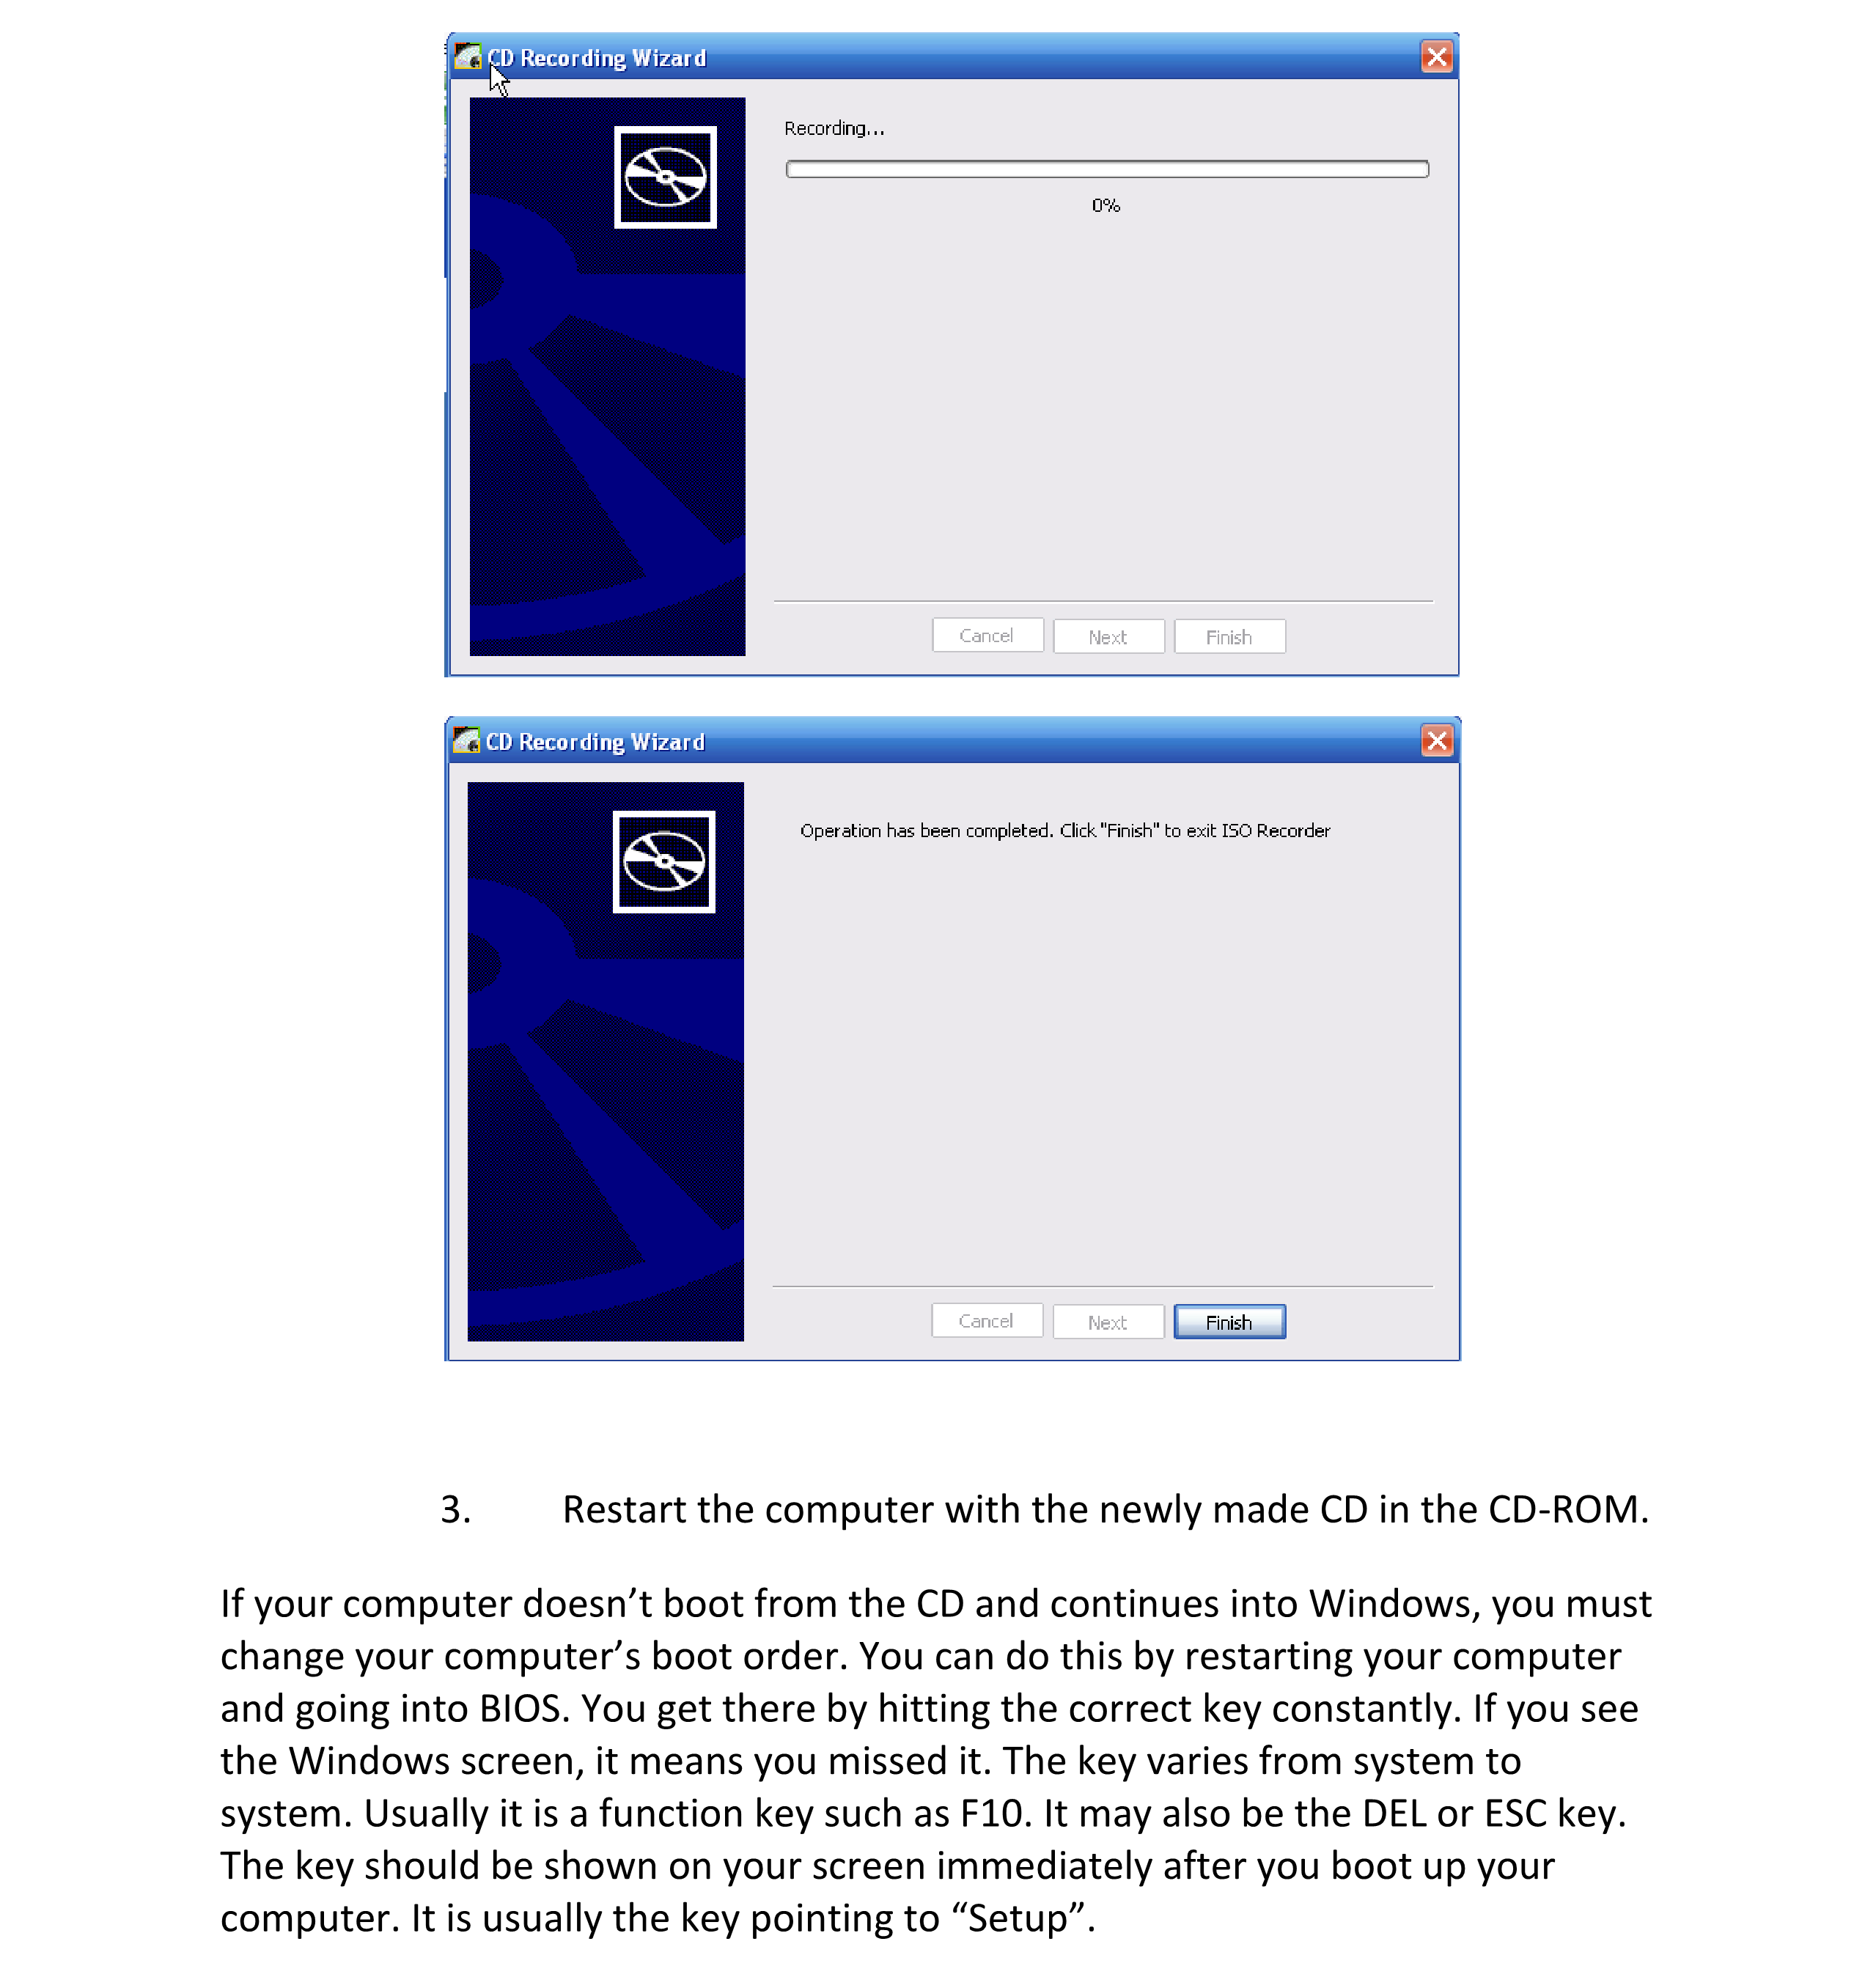 CD Recording Wizard
Recording...
0%
Cancel Next Finish
CD Recording Wizard
Operation has been completed. Click "Finish" to exit ISO Recorder
Cancel Next Finish
3. Restart the computer with the newly made CD in the CD-ROM.
If your computer doesn’t boot from the CD and continues into Windows, you must
change your computer’s boot order. You can do this by restarting your computer
and going into BIOS. You get there by hitting the correct key constantly. If you see
the Windows screen, it means you missed it. The key varies from system to
system. Usually it is a function key such as F10. It may also be the DEL or ESC key.
The key should be shown on your screen immediately after you boot up your
computer. It is usually the key pointing to “Setup”.